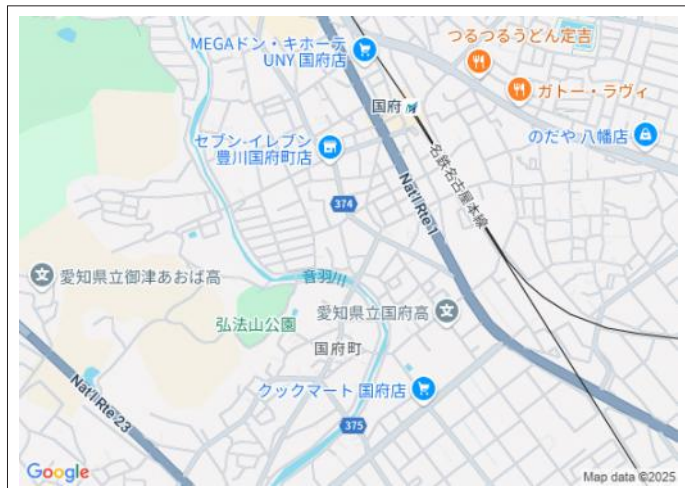 MEGAドン・キホーテ
UNY 国府店
つるつるうどん定吉
ガトー・ラヴィ
国府
のだや 八幡店
セブン-イレブン
豊川国府町店
名鉄名古屋本線
Nat'l Rte 1
374
音羽川
愛知県立御津あおば高
弘法山公園
愛知県立国府高
国府町
Nat'l Rte 23
クックマート 国府店
375
Google
Map data ©2025